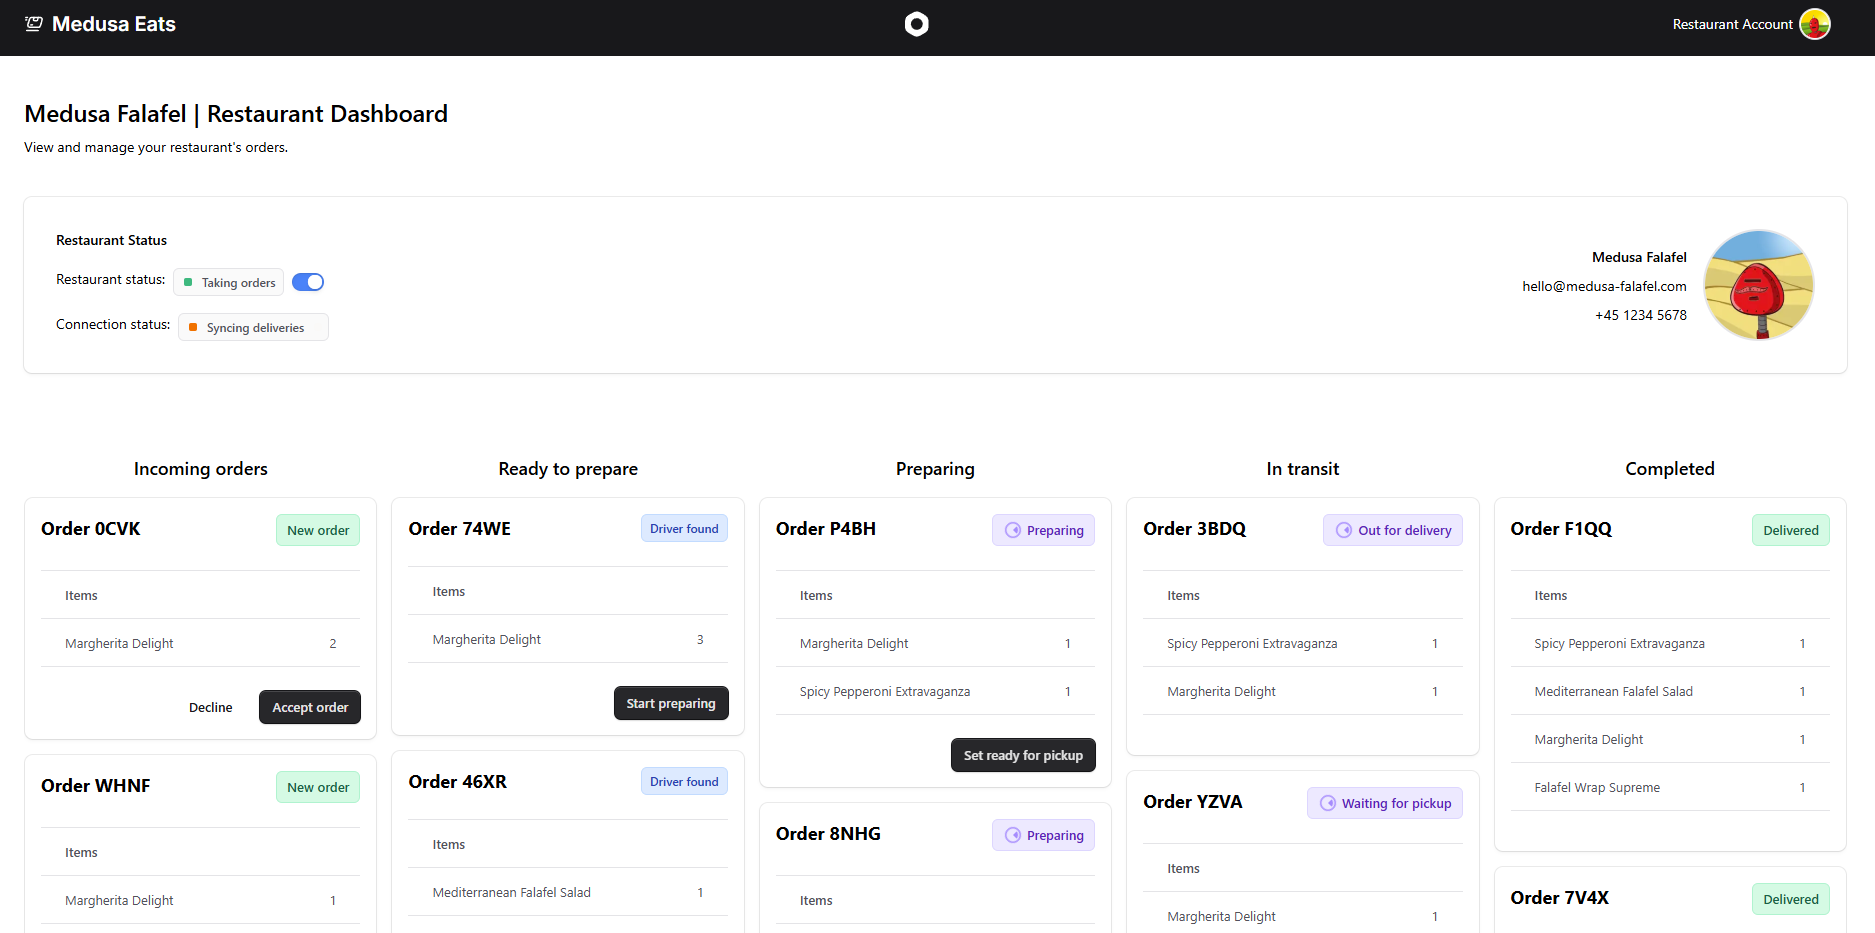 Medusa Eats
Restaurant Account
Medusa Falafel | Restaurant Dashboard
View and manage your restaurant's orders.
Restaurant Status
Restaurant status: Taking orders
Connection status: Syncing deliveries
Medusa Falafel
hello@medusa-falafel.com
+45 1234 5678
Incoming orders
Order 0CVK New order
Items
Margherita Delight 2
Decline Accept order
Order WHNF New order
Items
Margherita Delight 1
Ready to prepare
Order 74WE Driver found
Items
Margherita Delight 3
Start preparing
Order 46XR Driver found
Items
Mediterranean Falafel Salad 1
Preparing
Order P4BH Preparing
Items
Margherita Delight 1
Spicy Pepperoni Extravaganza 1
Set ready for pickup
Order 8NHG Preparing
Items
In transit
Order 3BDQ Out for delivery
Items
Spicy Pepperoni Extravaganza 1
Margherita Delight 1
Order YZVA Waiting for pickup
Items
Margherita Delight 1
Completed
Order F1QQ Delivered
Items
Spicy Pepperoni Extravaganza 1
Mediterranean Falafel Salad 1
Margherita Delight 1
Falafel Wrap Supreme 1
Order 7V4X Delivered